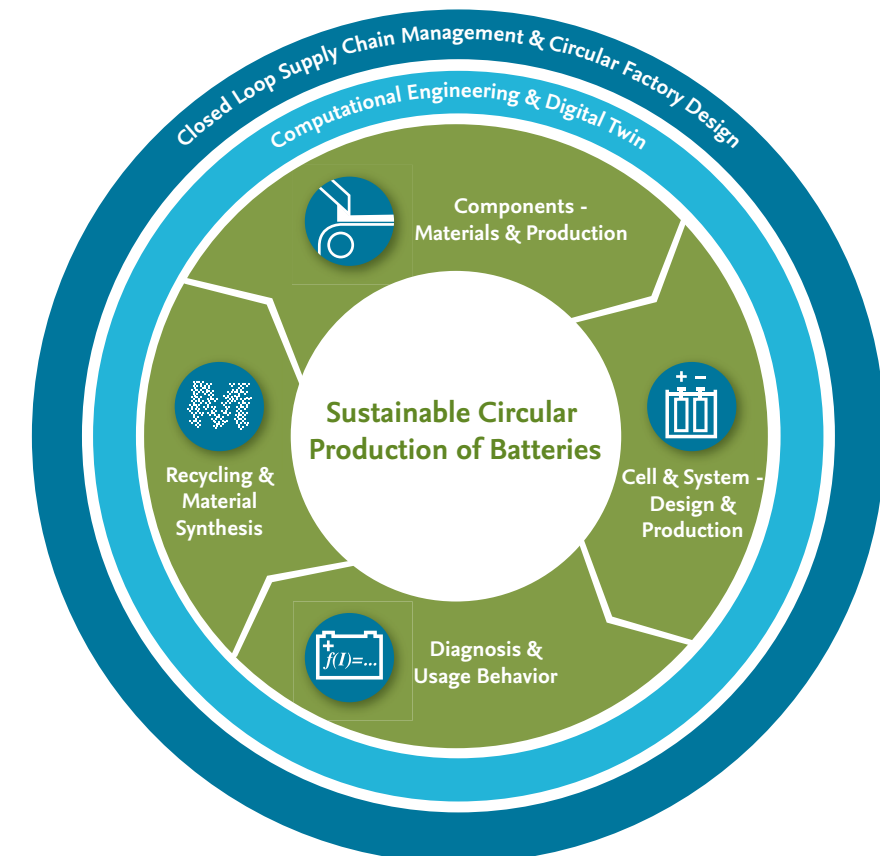 Closed Loop Supply Chain Management & Circular Factory Design
Computational Engineering & Digital Twin
Components -
Materials & Production
Sustainable Circular
Production of Batteries
+ −
Cell & System -
Design &
Production
Recycling &
Material
Synthesis
+
f(I)=...
Diagnosis &
Usage Behavior